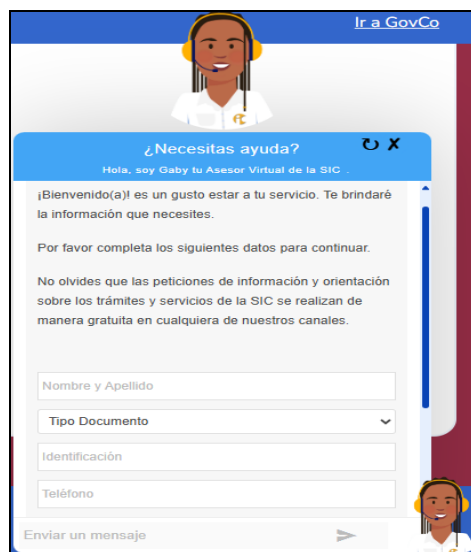 Ir a GovCo
¿Necesitas ayuda?
Hola, soy Gaby tu Asesor Virtual de la SIC .
¡Bienvenido(a)! es un gusto estar a tu servicio. Te brindaré
la información que necesites.
Por favor completa los siguientes datos para continuar.
No olvides que las peticiones de información y orientación
sobre los trámites y servicios de la SIC se realizan de
manera gratuita en cualquiera de nuestros canales.
Nombre y Apellido
Tipo Documento
Identificación
Teléfono
Enviar un mensaje